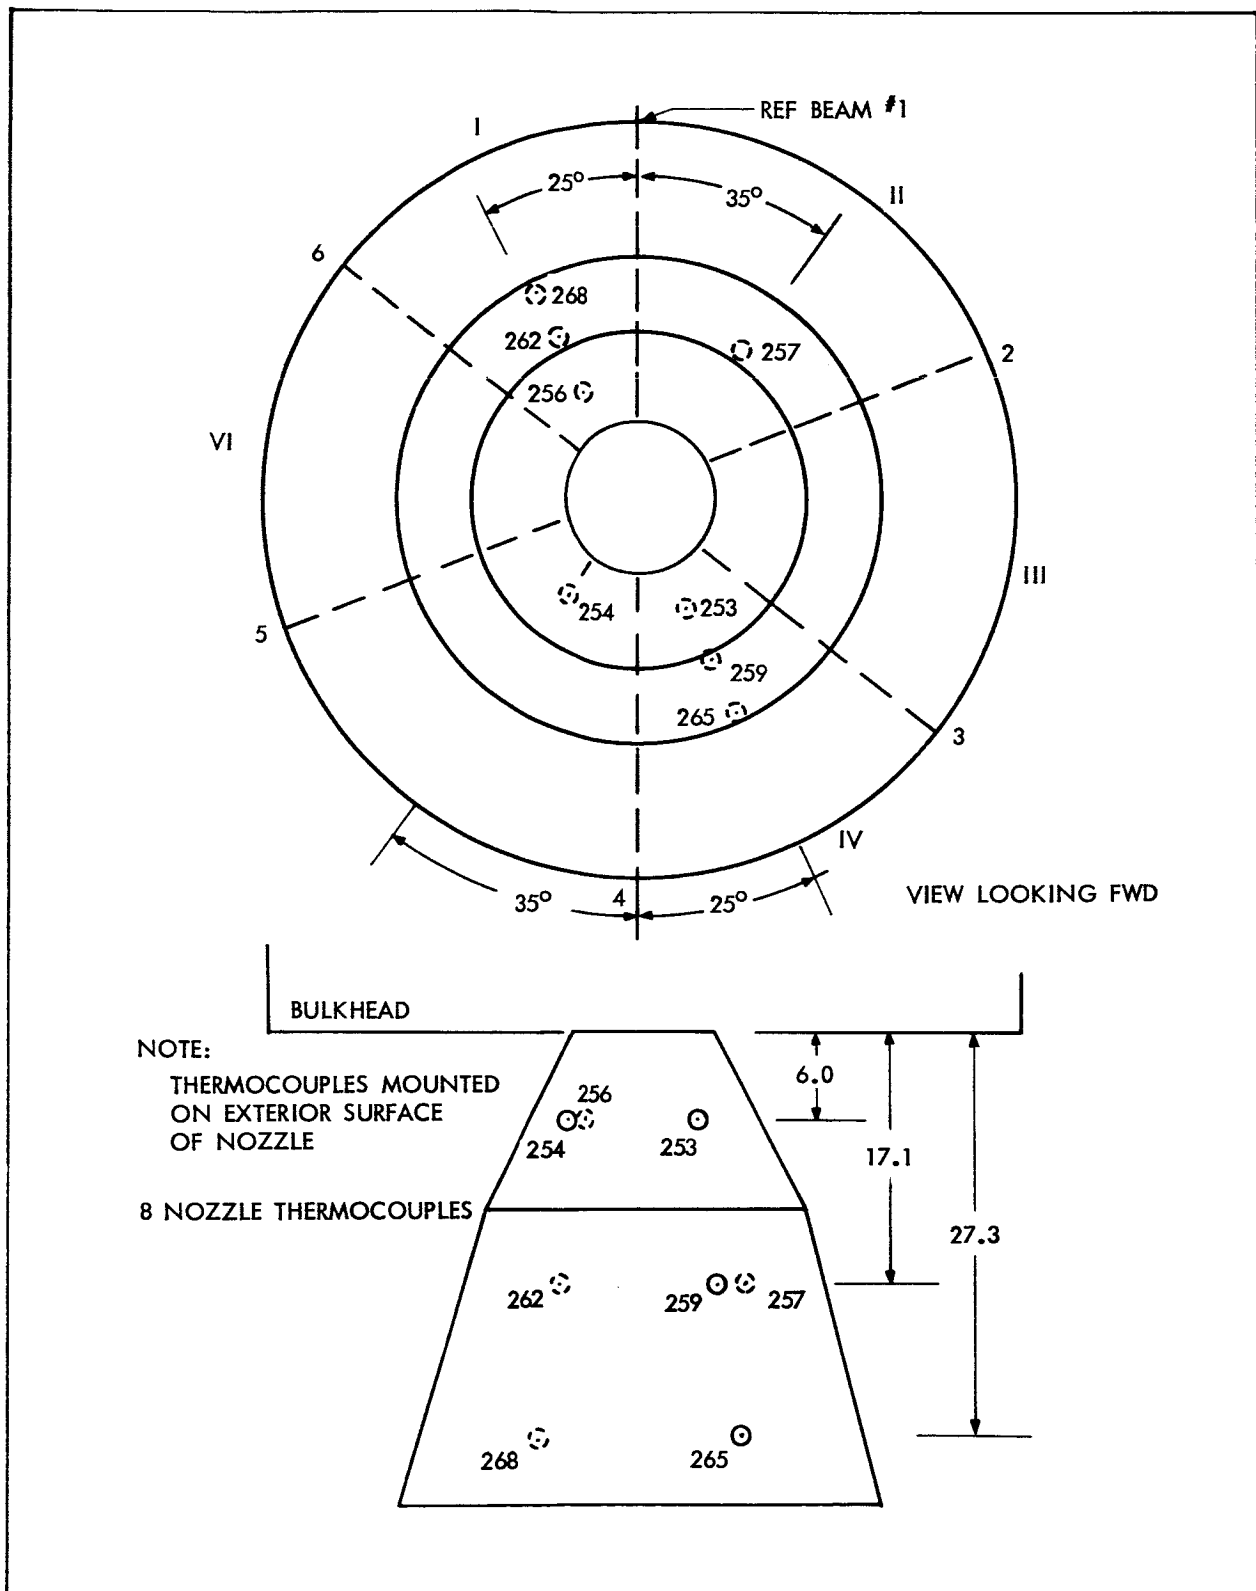 REF BEAM #1
I
25°
35°
II
6
268
262
257
2
256
VI
III
254
253
5
259
265
3
IV
35°
4
25°
VIEW LOOKING FWD
BULKHEAD
NOTE:
THERMOCOUPLES MOUNTED
ON EXTERIOR SURFACE
OF NOZZLE
6.0
256
254
253
17.1
8 NOZZLE THERMOCOUPLES
27.3
262
259
257
268
265